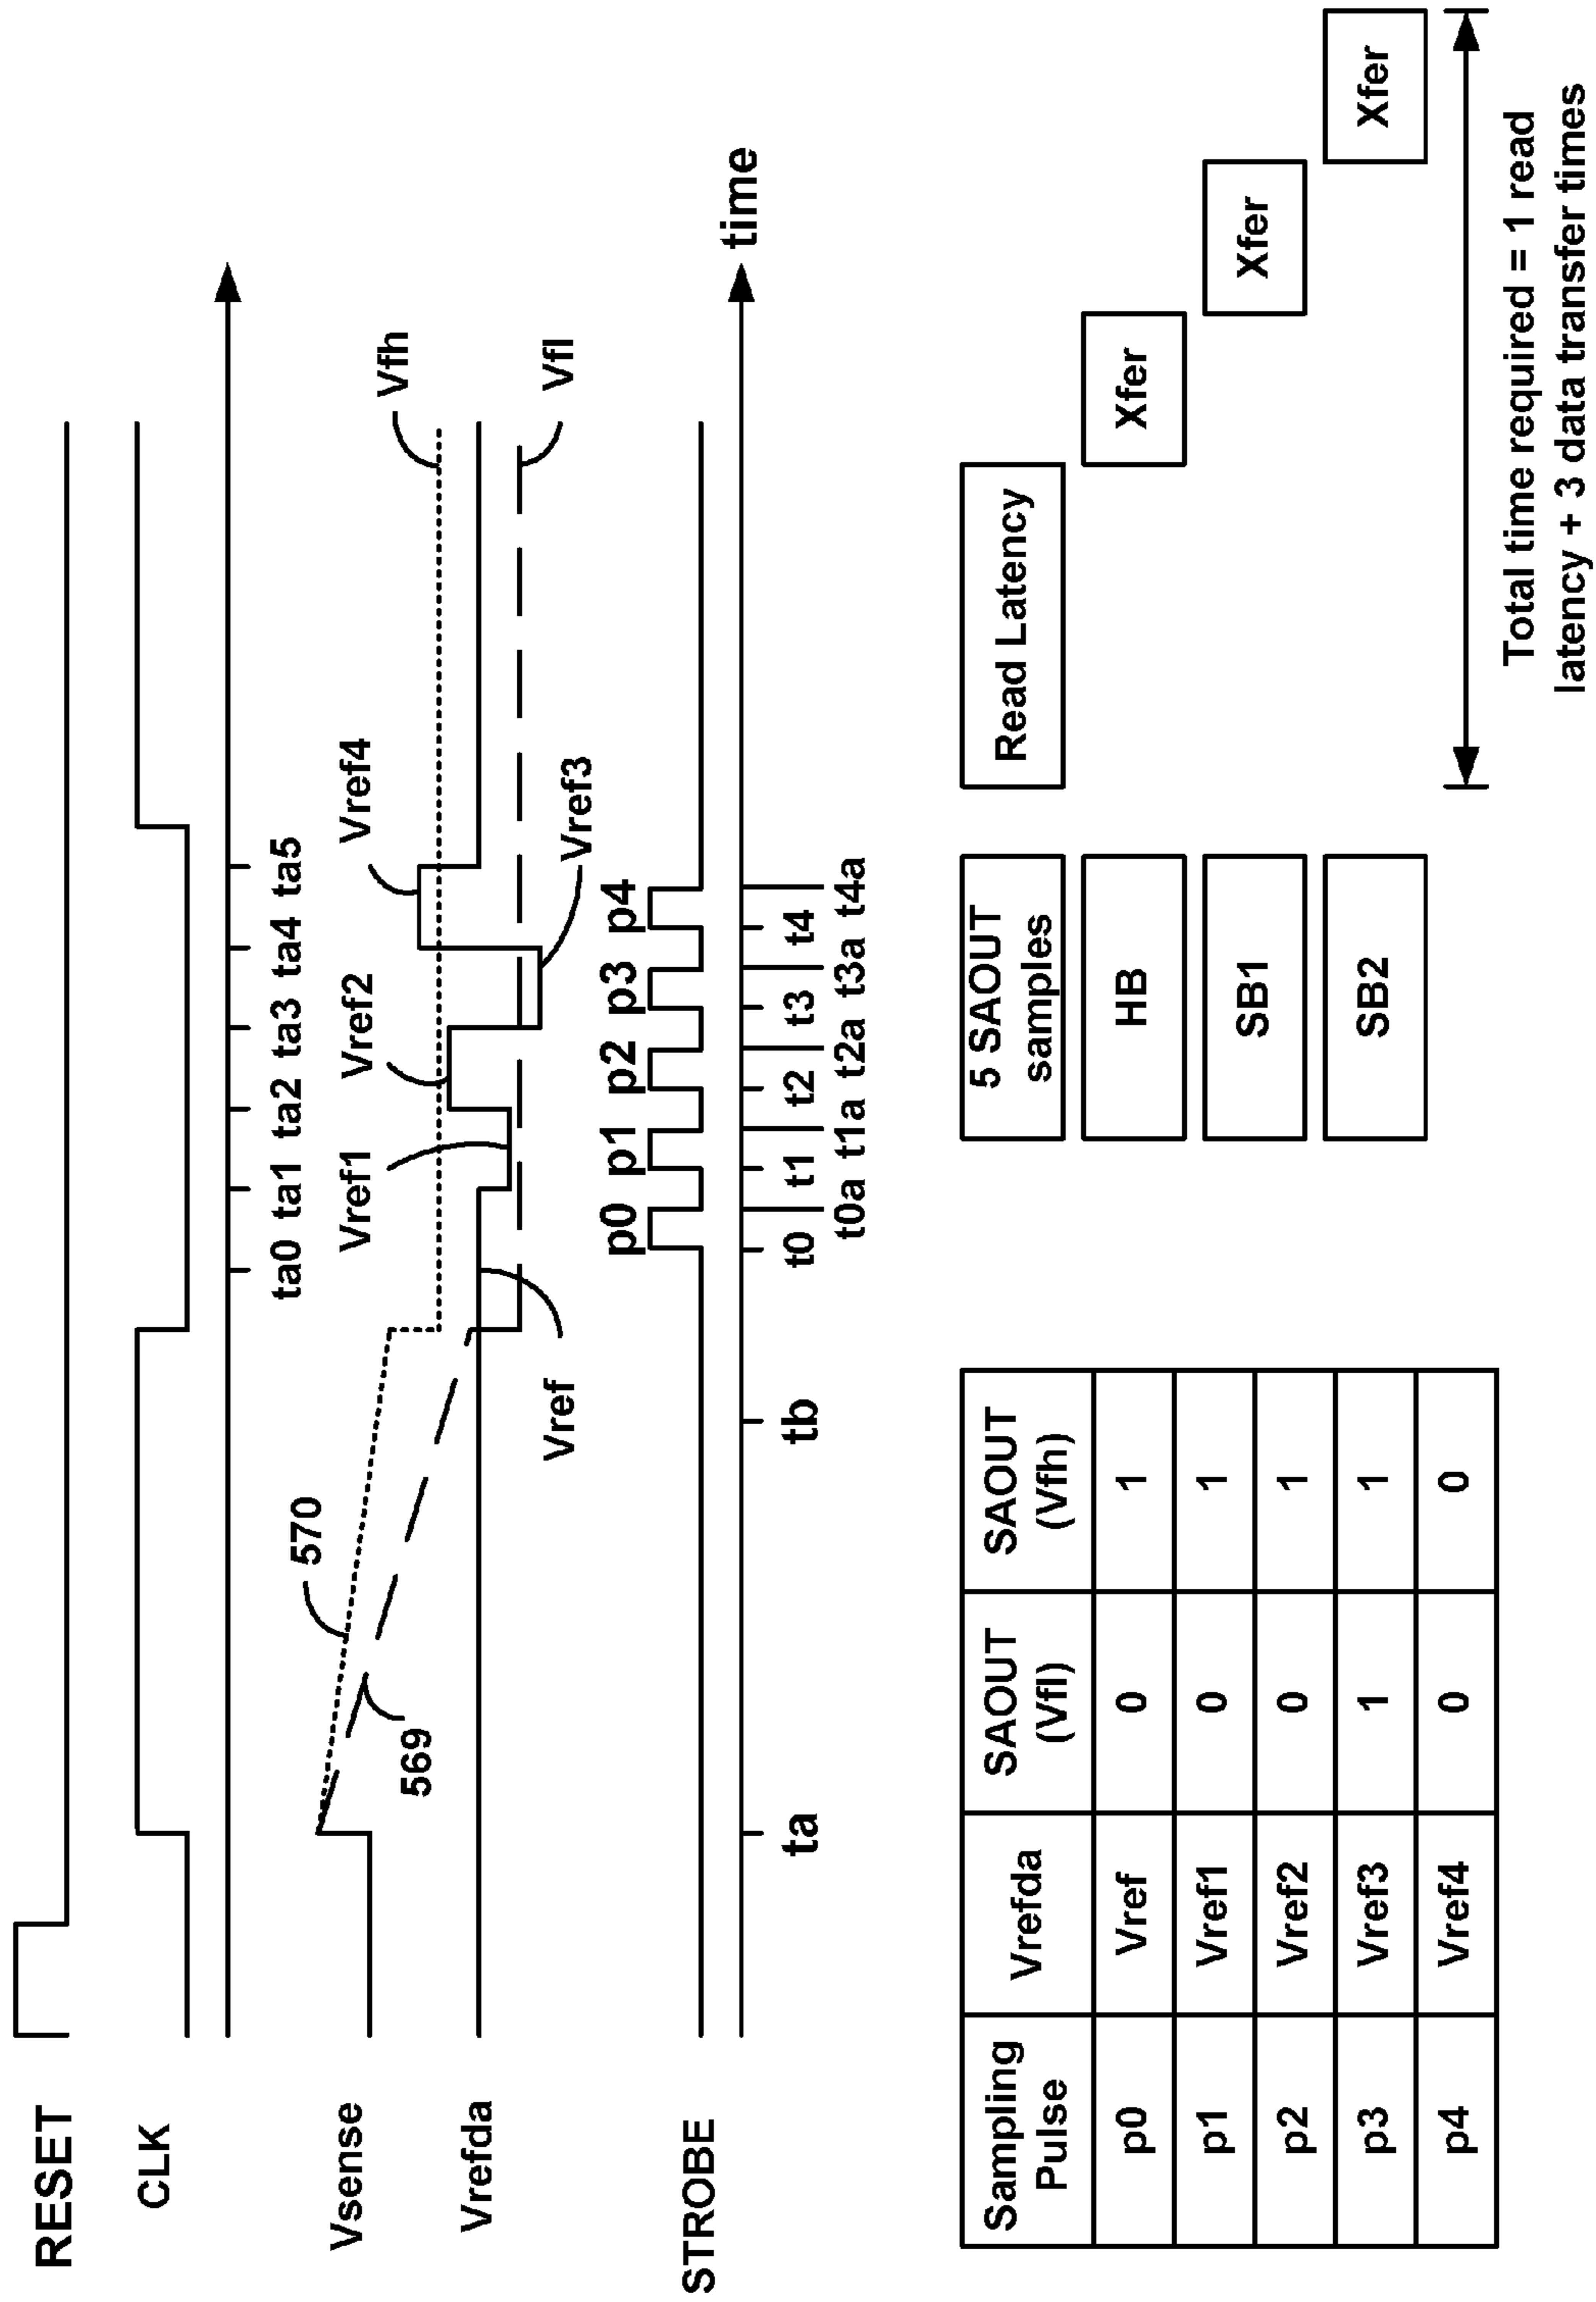 RESET
CLK
ta0 ta1 ta2 ta3 ta4 ta5
Vsense
570
569
Vref1
Vref2
Vref4
Vfh
Vrefda
Vref
Vref3
Vfl
p0 p1 p2 p3 p4
STROBE
time
ta
tb
t0 t1 t2 t3 t4
t0a t1a t2a t3a t4a
Sampling Pulse
Vrefda
SAOUT (Vfl)
SAOUT (Vfh)
p0 Vref 0 1
p1 Vref1 0 1
p2 Vref2 0 1
p3 Vref3 1 1
p4 Vref4 0 0
5 SAOUT
samples
Read Latency
HB
Xfer
SB1
Xfer
SB2
Xfer
Total time required = 1 read
latency + 3 data transfer times